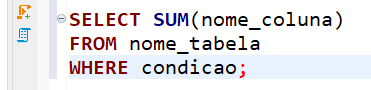 SELECT SUM(nome_coluna)
FROM nome_tabela
WHERE condicao;